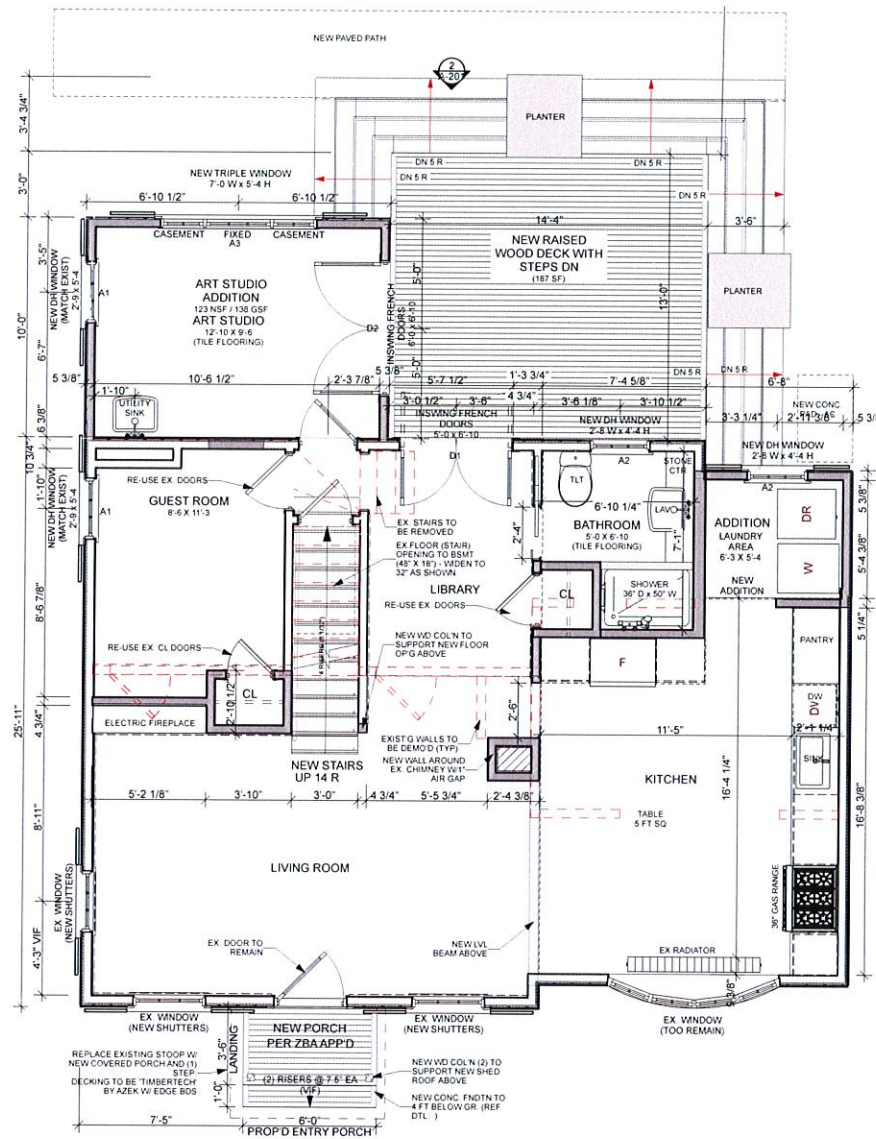 NEW PAVED PATH
2
A-201
PLANTER
3'-4 3/4"
3'-0"
DN 5 R
DN 5 R
DN 5 R
DN 5 R
NEW TRIPLE WINDOW
7'-0 W x 5'-4 H
6'-10 1/2"
6'-10 1/2"
14'-4"
3'-6"
CASEMENT
FIXED
A3
CASEMENT
NEW RAISED
WOOD DECK WITH
STEPS DN
(187 SF)
13'-0"
PLANTER
ART STUDIO
ADDITION
123 NSF / 138 GSF
ART STUDIO
12'-10 X 9'-6
(TILE FLOORING)
NEW DH WINDOW
(MATCH EXIST)
2'-9 x 5'-4
A1
3'-5"
10'-0"
6'-7"
5'-0"
5'-0"
D2
INSWING FRENCH
DOORS
6'-0 x 6'-10
5 3/8"
10'-6 1/2"
2'-3 7/8"
5 3/8"
5'-7 1/2"
1'-3 3/4"
7'-4 5/8"
DN 5 R
6'-8"
1'-10"
UTILITY
SINK
3'-0 1/2"
3'-6"
4 3/4"
3'-6 1/8"
3'-10 1/2"
3'-3 1/4"
2'-11 3/8"
NEW CONC.
INSWING FRENCH
DOORS
5'-0 x 6'-10
D1
NEW DH WINDOW
2'-8 W x 4'-4 H
A2
NEW DH WINDOW
2'-8 W x 4'-4 H
A2
6 3/8"
10 3/4"
1'-10"
NEW DH WINDOW
(MATCH EXIST)
2'-9 x 5'-4
A1
RE-USE EX. DOORS
GUEST ROOM
8'-6 X 11'-3
EX. STAIRS TO
BE REMOVED
EX FLOOR (STAIR)
OPENING TO BSMT
(48" X 18") - WIDEN TO
32" AS SHOWN
2'-4"
TLT
STONE
CTR
LAVO
6'-10 1/4"
BATHROOM
5'-0 X 6'-10
(TILE FLOORING)
7'-1"
ADDITION
LAUNDRY
AREA
6'-3 X 5'-4
NEW
ADDITION
DR
W
5 3/8"
5'-4 3/8"
LIBRARY
RE-USE EX. DOORS
CL
SHOWER
36" D x 50" W
8'-6 7/8"
RE-USE EX. CL DOORS
NEW WD COL'N TO
SUPPORT NEW FLOOR
OP'G ABOVE
F
PANTRY
5 1/4"
CL
2'-10 1/2"
2'-6"
DW
11'-5"
2'-1 1/4"
SINK
4 3/4"
25'-11"
ELECTRIC FIREPLACE
EXIST'G WALLS TO
BE DEMO'D (TYP)
NEW WALL AROUND
EX. CHIMNEY W/1"
AIR GAP
NEW STAIRS
UP 14 R
KITCHEN
16'-4 1/4"
16'-8 3/8"
5'-2 1/8"
3'-10"
3'-0"
4 3/4"
5'-5 3/4"
2'-4 3/8"
TABLE
5 FT SQ
8'-11"
LIVING ROOM
36" GAS RANGE
EX. WINDOW
(NEW SHUTTERS)
4'-3" VIF
EX. DOOR TO
REMAIN
NEW LVL
BEAM ABOVE
EX RADIATOR
9 3/8"
EX WINDOW
(NEW SHUTTERS)
EX WINDOW
(NEW SHUTTERS)
EX WINDOW
(TOO REMAIN)
NEW PORCH
PER ZBA APP'D
LANDING
3'-6"
REPLACE EXISTING STOOP W/
NEW COVERED PORCH AND (1)
STEP
DECKING TO BE 'TIMBERTECH'
BY AZEK W/ EDGE BDS
(2) RISERS @ 7.5" EA
(VIF)
1'-0"
NEW WD COL'N (2) TO
SUPPORT NEW SHED
ROOF ABOVE
NEW CONC. FNDTN TO
4 FT BELOW GR. (REF
DTL: )
7'-5"
6'-0"
PROP'D ENTRY PORCH